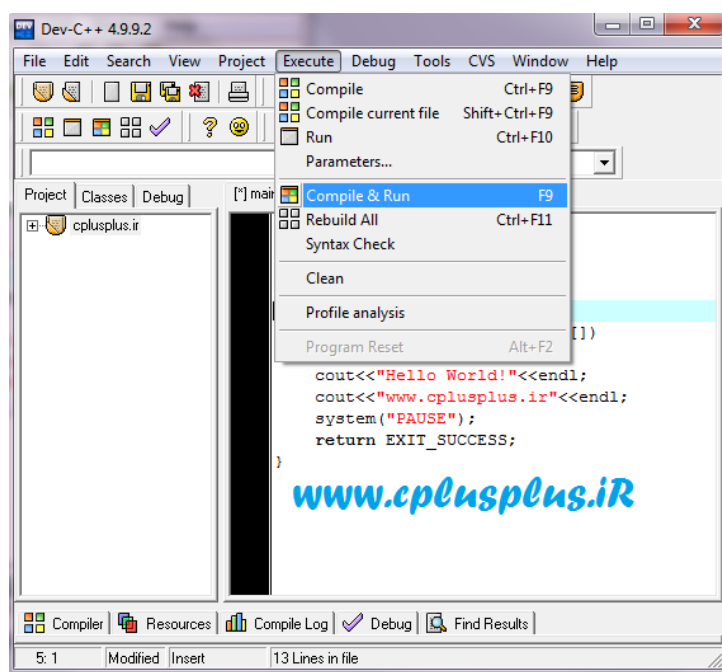 Dev-C++ 4.9.9.2
File Edit Search View Project Execute Debug Tools CVS Window Help
Compile Ctrl+F9
Compile current file Shift+Ctrl+F9
Run Ctrl+F10
Parameters...
Compile & Run F9
Rebuild All Ctrl+F11
Syntax Check
Clean
Profile analysis
Program Reset Alt+F2
Project Classes Debug
cplusplus.ir
[*] mai
[])
cout<<"Hello World!"<<endl;
cout<<"www.cplusplus.ir"<<endl;
system("PAUSE");
return EXIT_SUCCESS;
}
www.cplusplus.iR
Compiler Resources Compile Log Debug Find Results
5: 1 Modified Insert 13 Lines in file